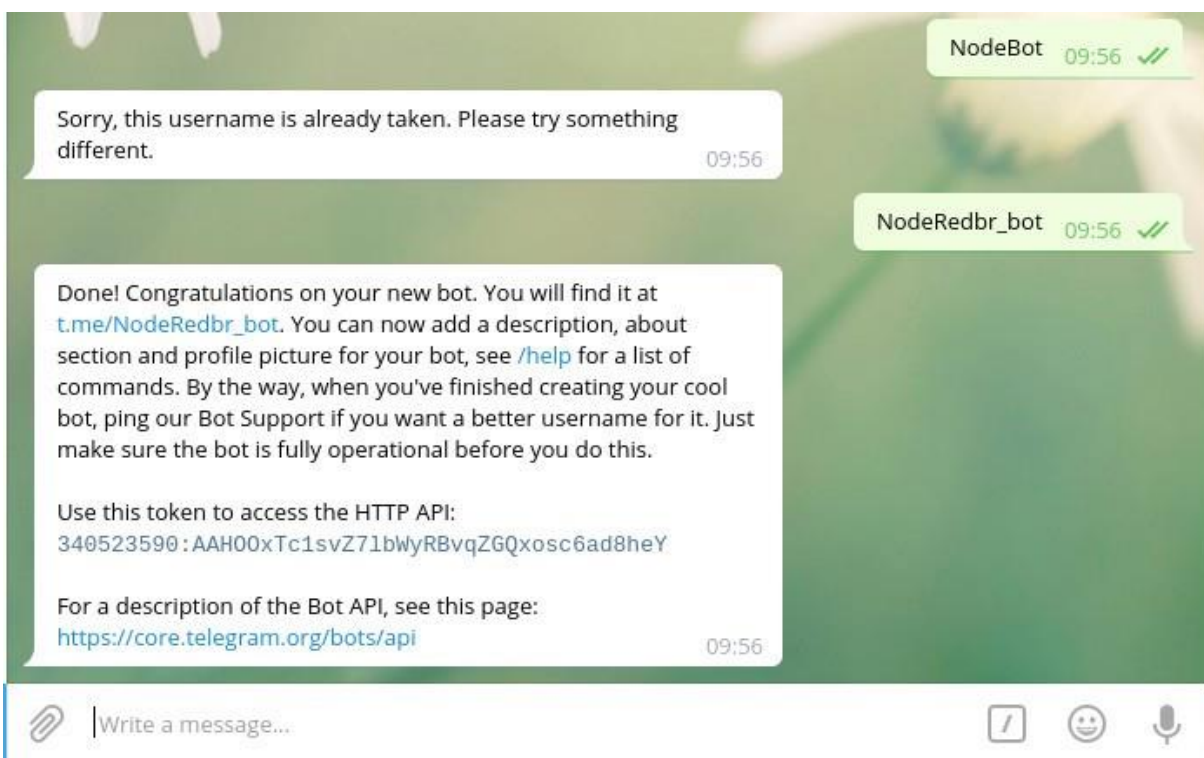 NodeBot 09:56
Sorry, this username is already taken. Please try something
different.
09:56
NodeRedbr_bot 09:56
Done! Congratulations on your new bot. You will find it at
t.me/NodeRedbr_bot. You can now add a description, about
section and profile picture for your bot, see /help for a list of
commands. By the way, when you've finished creating your cool
bot, ping our Bot Support if you want a better username for it. Just
make sure the bot is fully operational before you do this.
Use this token to access the HTTP API:
340523590:AAHOOxTc1svZ7lbWyRBvqZGQxosc6ad8heY
For a description of the Bot API, see this page:
https://core.telegram.org/bots/api
09:56
Write a message...